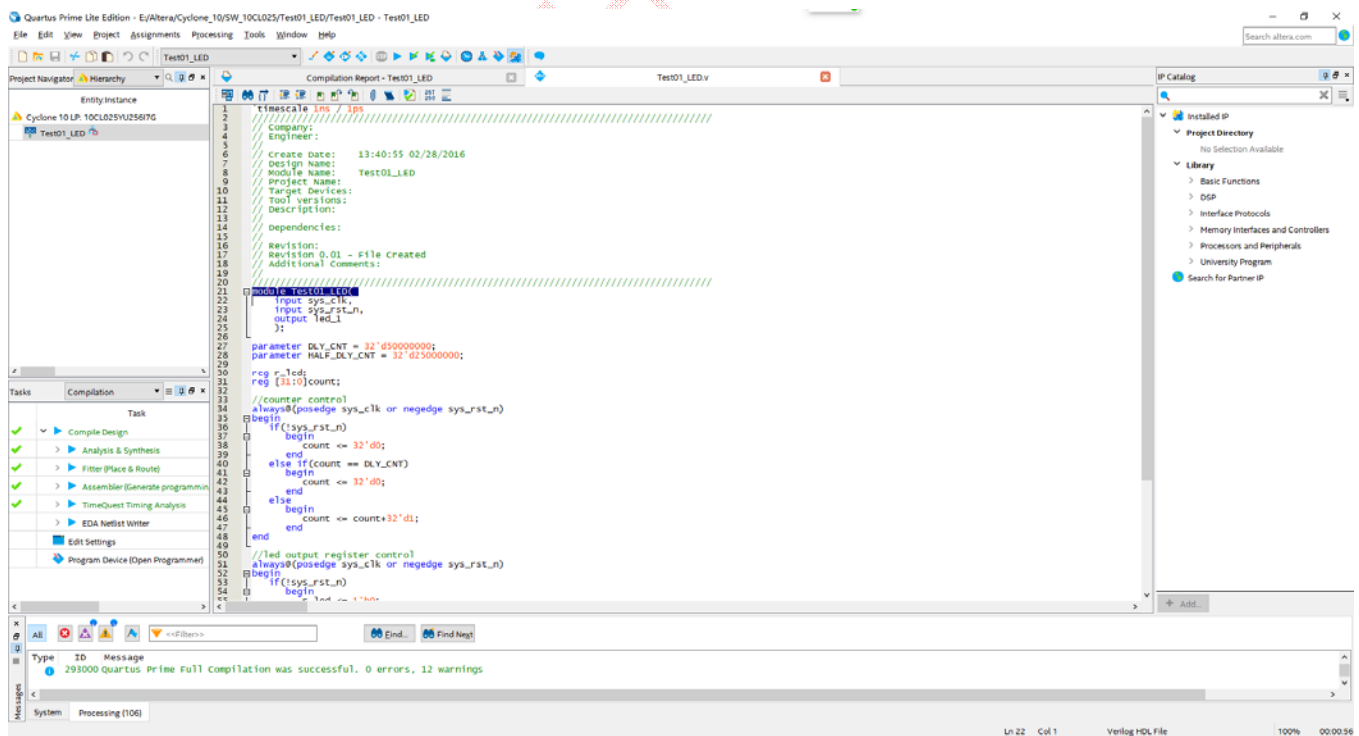 Quartus Prime Lite Edition - E:/Altera/Cyclone_10/SW_10CL025/Test01_LED/Test01_LED - Test01_LED
File Edit View Project Assignments Processing Tools Window Help
Search altera.com
Test01_LED
Project Navigator Hierarchy
Compilation Report - Test01_LED
Test01_LED.v
IP Catalog
Entity:Instance
Cyclone 10 LP: 10CL025YU256I7G
Test01_LED
Installed IP
Project Directory
No Selection Available
Library
Basic Functions
DSP
Interface Protocols
Memory Interfaces and Controllers
Processors and Peripherals
University Program
Search for Partner IP
+ Add...
1 `timescale 1ns / 1ps
2 //////////////////////////////////////////////////////////////////////////////////
3 // Company:
4 // Engineer:
5 //
6 // Create Date: 13:40:55 02/28/2016
7 // Design Name:
8 // Module Name: Test01_LED
9 // Project Name:
10 // Target Devices:
11 // Tool versions:
12 // Description:
13 //
14 // Dependencies:
15 //
16 // Revision:
17 // Revision 0.01 - File Created
18 // Additional Comments:
19 //
20 //////////////////////////////////////////////////////////////////////////////////
21 module Test01_LED(
22 input sys_clk,
23 input sys_rst_n,
24 output led_1
25 );
26
27 parameter DLY_CNT = 32'd50000000;
28 parameter HALF_DLY_CNT = 32'd25000000;
29
30 reg r_led;
31 reg [31:0]count;
32
33 //counter control
34 always@(posedge sys_clk or negedge sys_rst_n)
35 begin
36 if(!sys_rst_n)
37 begin
38 count <= 32'd0;
39 end
40 else if(count == DLY_CNT)
41 begin
42 count <= 32'd0;
43 end
44 else
45 begin
46 count <= count+32'd1;
47 end
48 end
49
50 //led output register control
51 always@(posedge sys_clk or negedge sys_rst_n)
52 begin
53 if(!sys_rst_n)
54 begin
55 r_led <= 1'b0;
Tasks Compilation
Task
Compile Design
Analysis & Synthesis
Fitter (Place & Route)
Assembler (Generate programmin
TimeQuest Timing Analysis
EDA Netlist Writer
Edit Settings
Program Device (Open Programmer)
All <<Filter>> Find... Find Next
Type ID Message
293000 Quartus Prime Full Compilation was successful. 0 errors, 12 warnings
Messages
System Processing (106)
Ln 22 Col 1 Verilog HDL File 100% 00:00:56